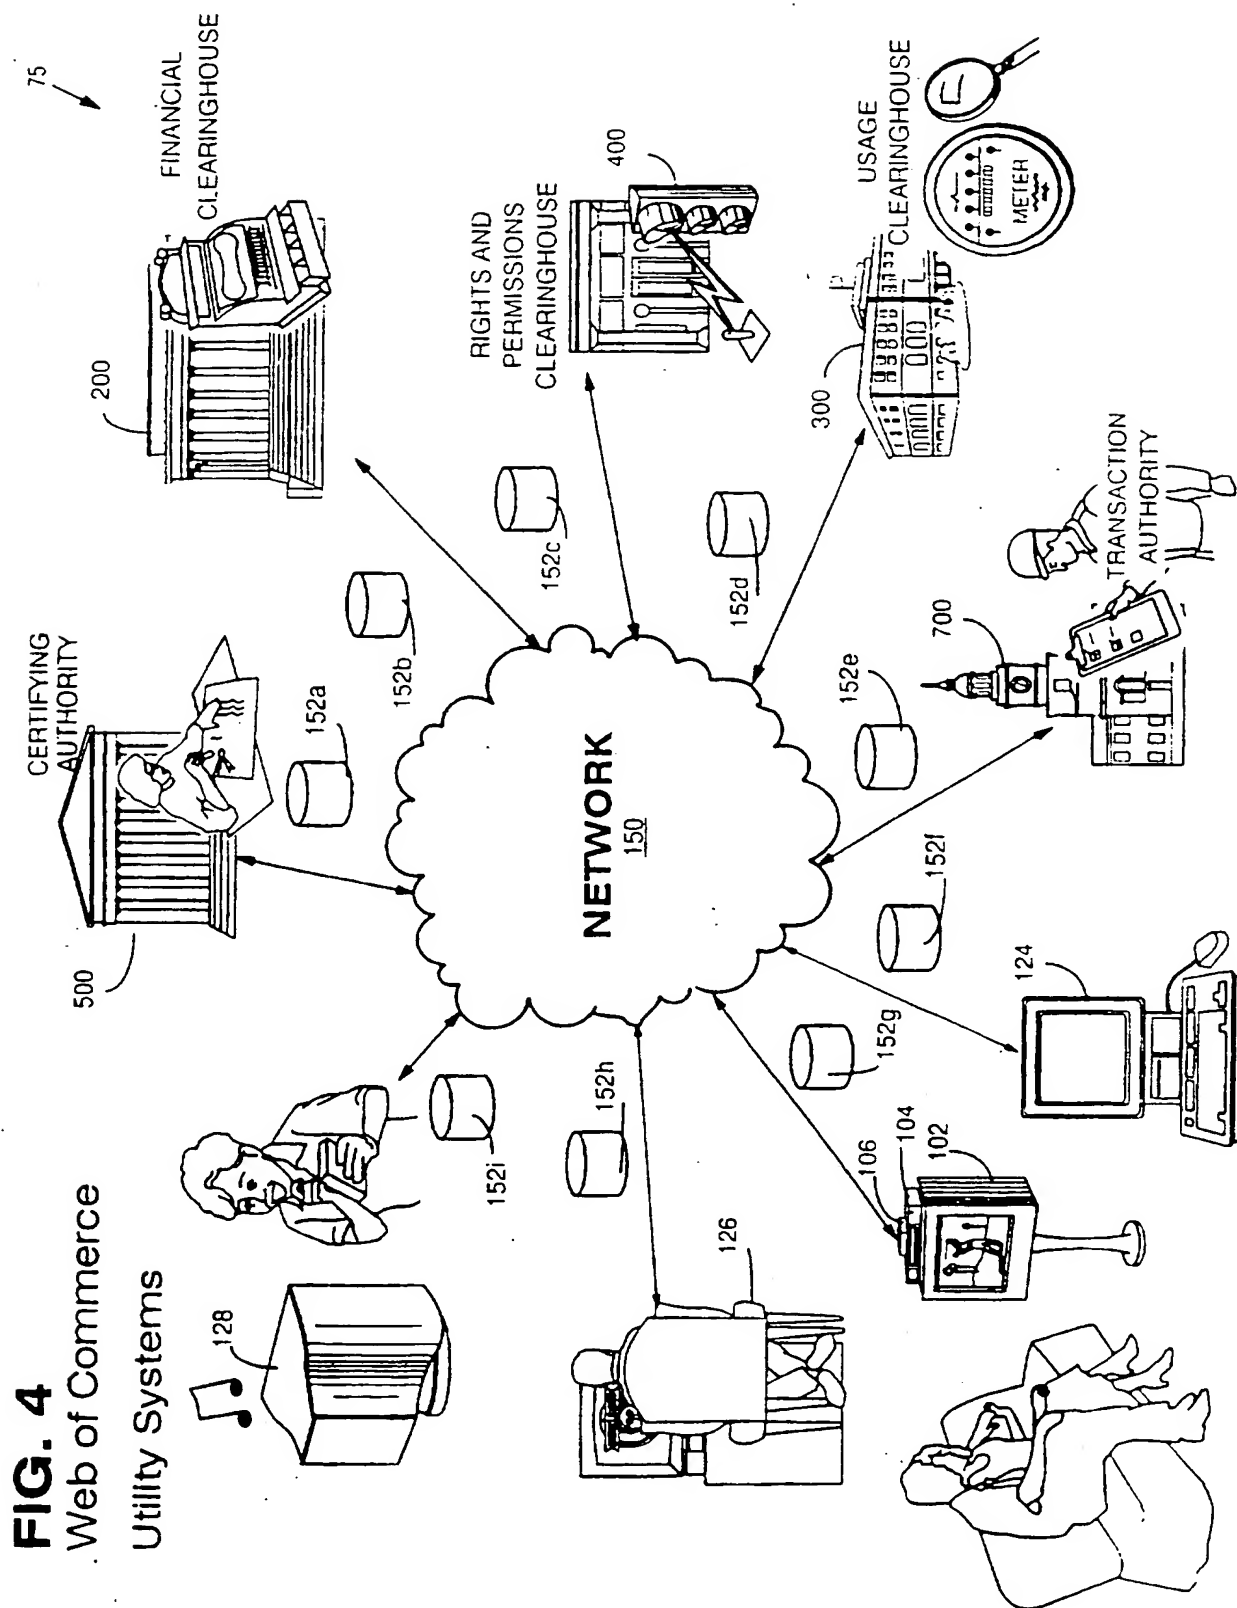 FIG. 4
Web of Commerce
Utility Systems
75
128
500
CERTIFYING
AUTHORITY
200
FINANCIAL
CLEARINGHOUSE
152a
152b
152i
152c
RIGHTS AND
PERMISSIONS
CLEARINGHOUSE
400
NETWORK
150
152h
126
152d
300
USAGE
CLEARINGHOUSE
METER
152e
152g
152f
106
104
102
124
700
TRANSACTION
AUTHORITY